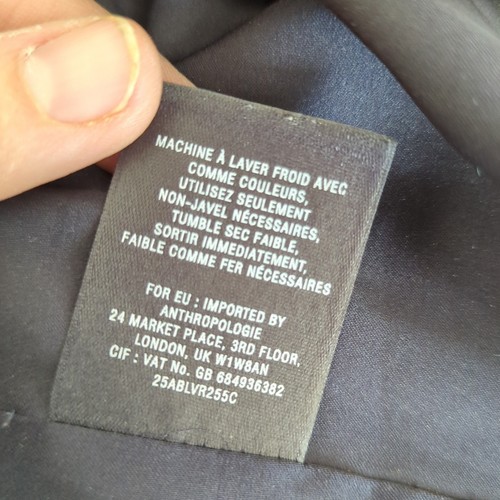 MACHINE À LAVER FROID AVEC
COMME COULEURS,
UTILISEZ SEULEMENT
NON-JAVEL NÉCESSAIRES,
TUMBLE SEC FAIBLE,
SORTIR IMMEDIATEMENT,
FAIBLE COMME FER NÉCESSAIRES
FOR EU : IMPORTED BY
ANTHROPOLOGIE
24 MARKET PLACE, 3RD FLOOR,
LONDON, UK W1W8AN
CIF : VAT No. GB 684936382
25ABLVR255C